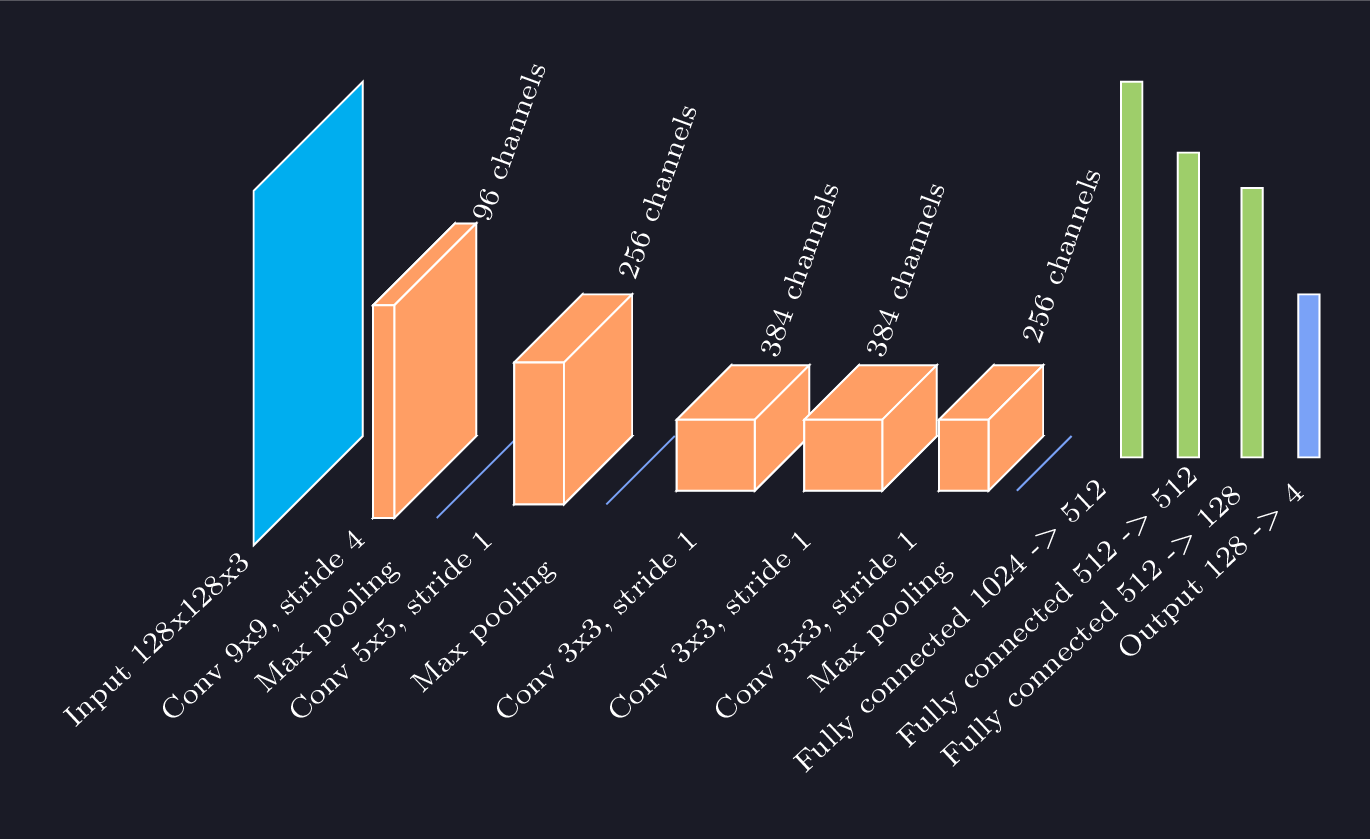 96 channels
256 channels
384 channels
384 channels
256 channels
Input 128x128x3
Conv 9x9, stride 4
Max pooling
Conv 5x5, stride 1
Max pooling
Conv 3x3, stride 1
Conv 3x3, stride 1
Conv 3x3, stride 1
Max pooling
Fully connected 1024 -> 512
Fully connected 512 -> 512
Fully connected 512 -> 128
Output 128 -> 4